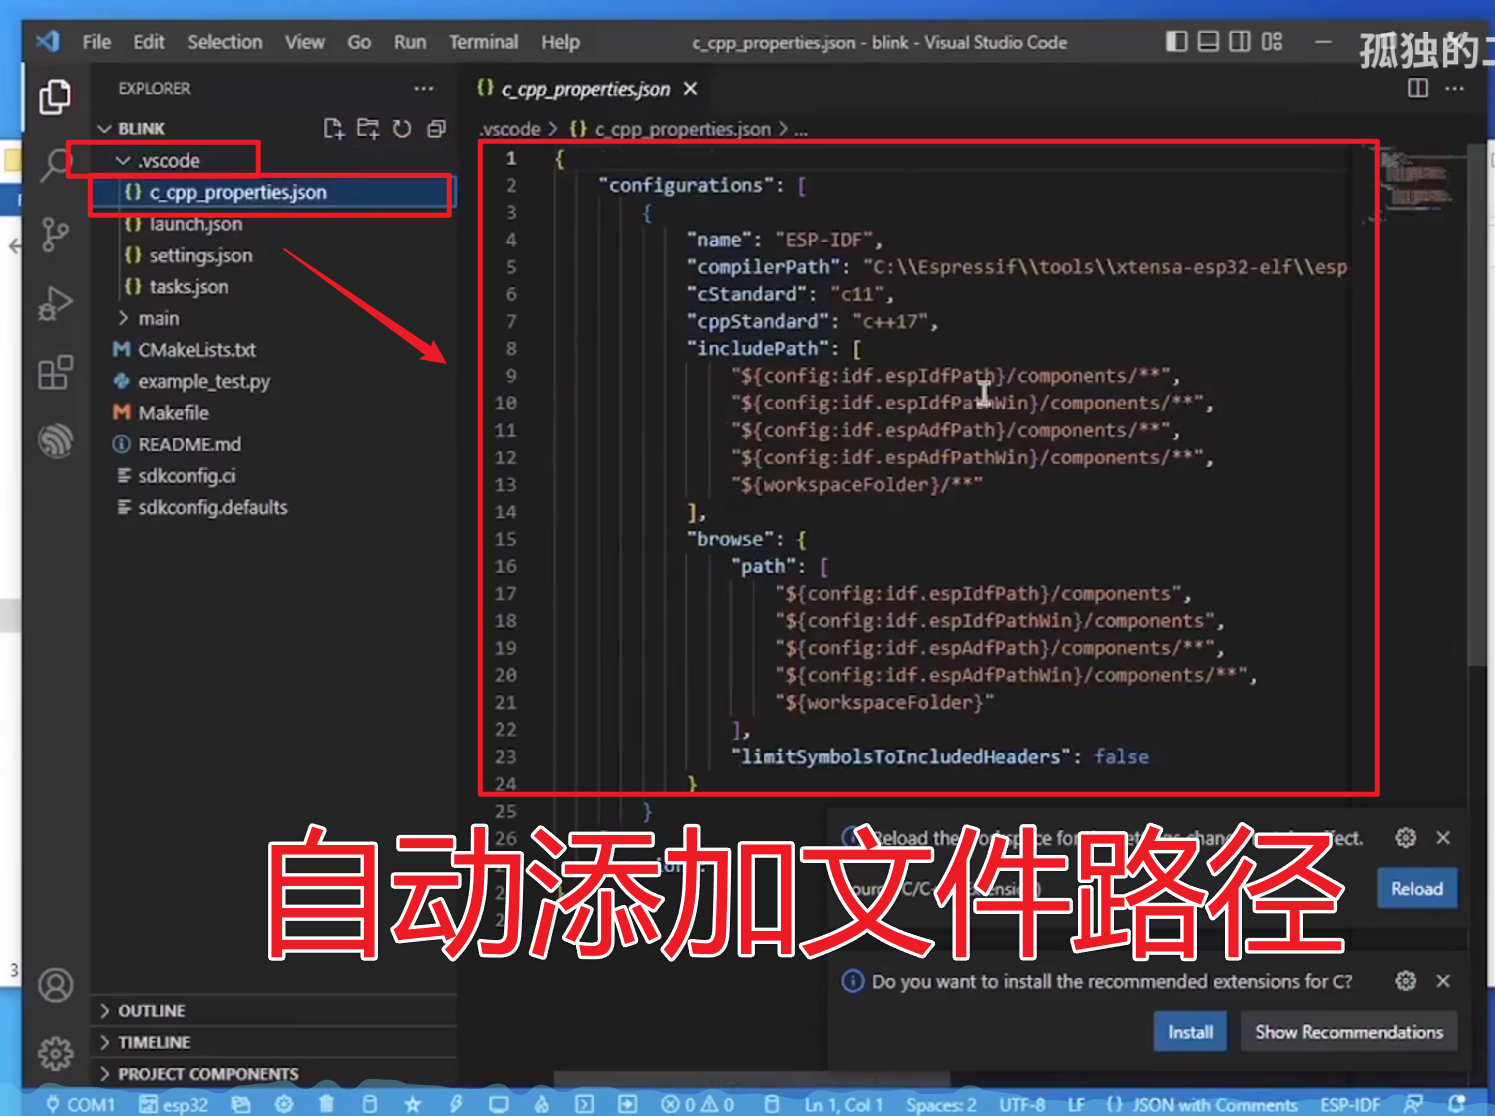 File Edit Selection View Go Run Terminal Help c_cpp_properties.json - blink - Visual Studio Code
孤独的
EXPLORER
BLINK
.vscode
c_cpp_properties.json
launch.json
settings.json
tasks.json
main
CMakeLists.txt
example_test.py
Makefile
README.md
sdkconfig.ci
sdkconfig.defaults
OUTLINE
TIMELINE
PROJECT COMPONENTS
{} c_cpp_properties.json
.vscode > {} c_cpp_properties.json > ...
1 {
2 "configurations": [
3 {
4 "name": "ESP-IDF",
5 "compilerPath": "C:\\Espressif\\tools\\xtensa-esp32-elf\\esp-
6 "cStandard": "c11",
7 "cppStandard": "c++17",
8 "includePath": [
9 "${config:idf.espIdfPath}/components/**",
10 "${config:idf.espIdfPathWin}/components/**",
11 "${config:idf.espAdfPath}/components/**",
12 "${config:idf.espAdfPathWin}/components/**",
13 "${workspaceFolder}/**"
14 ],
15 "browse": {
16 "path": [
17 "${config:idf.espIdfPath}/components",
18 "${config:idf.espIdfPathWin}/components",
19 "${config:idf.espAdfPath}/components/**",
20 "${config:idf.espAdfPathWin}/components/**",
21 "${workspaceFolder}"
22 ],
23 "limitSymbolsToIncludedHeaders": false
24 }
25 }
26
自动添加文件路径
Reload the
Reload
Do you want to install the recommended extensions for C?
Install Show Recommendations
3
COM1 esp32 0 0 Ln 1, Col 1 Spaces: 2 UTF-8 LF {} JSON with Comments ESP-IDF